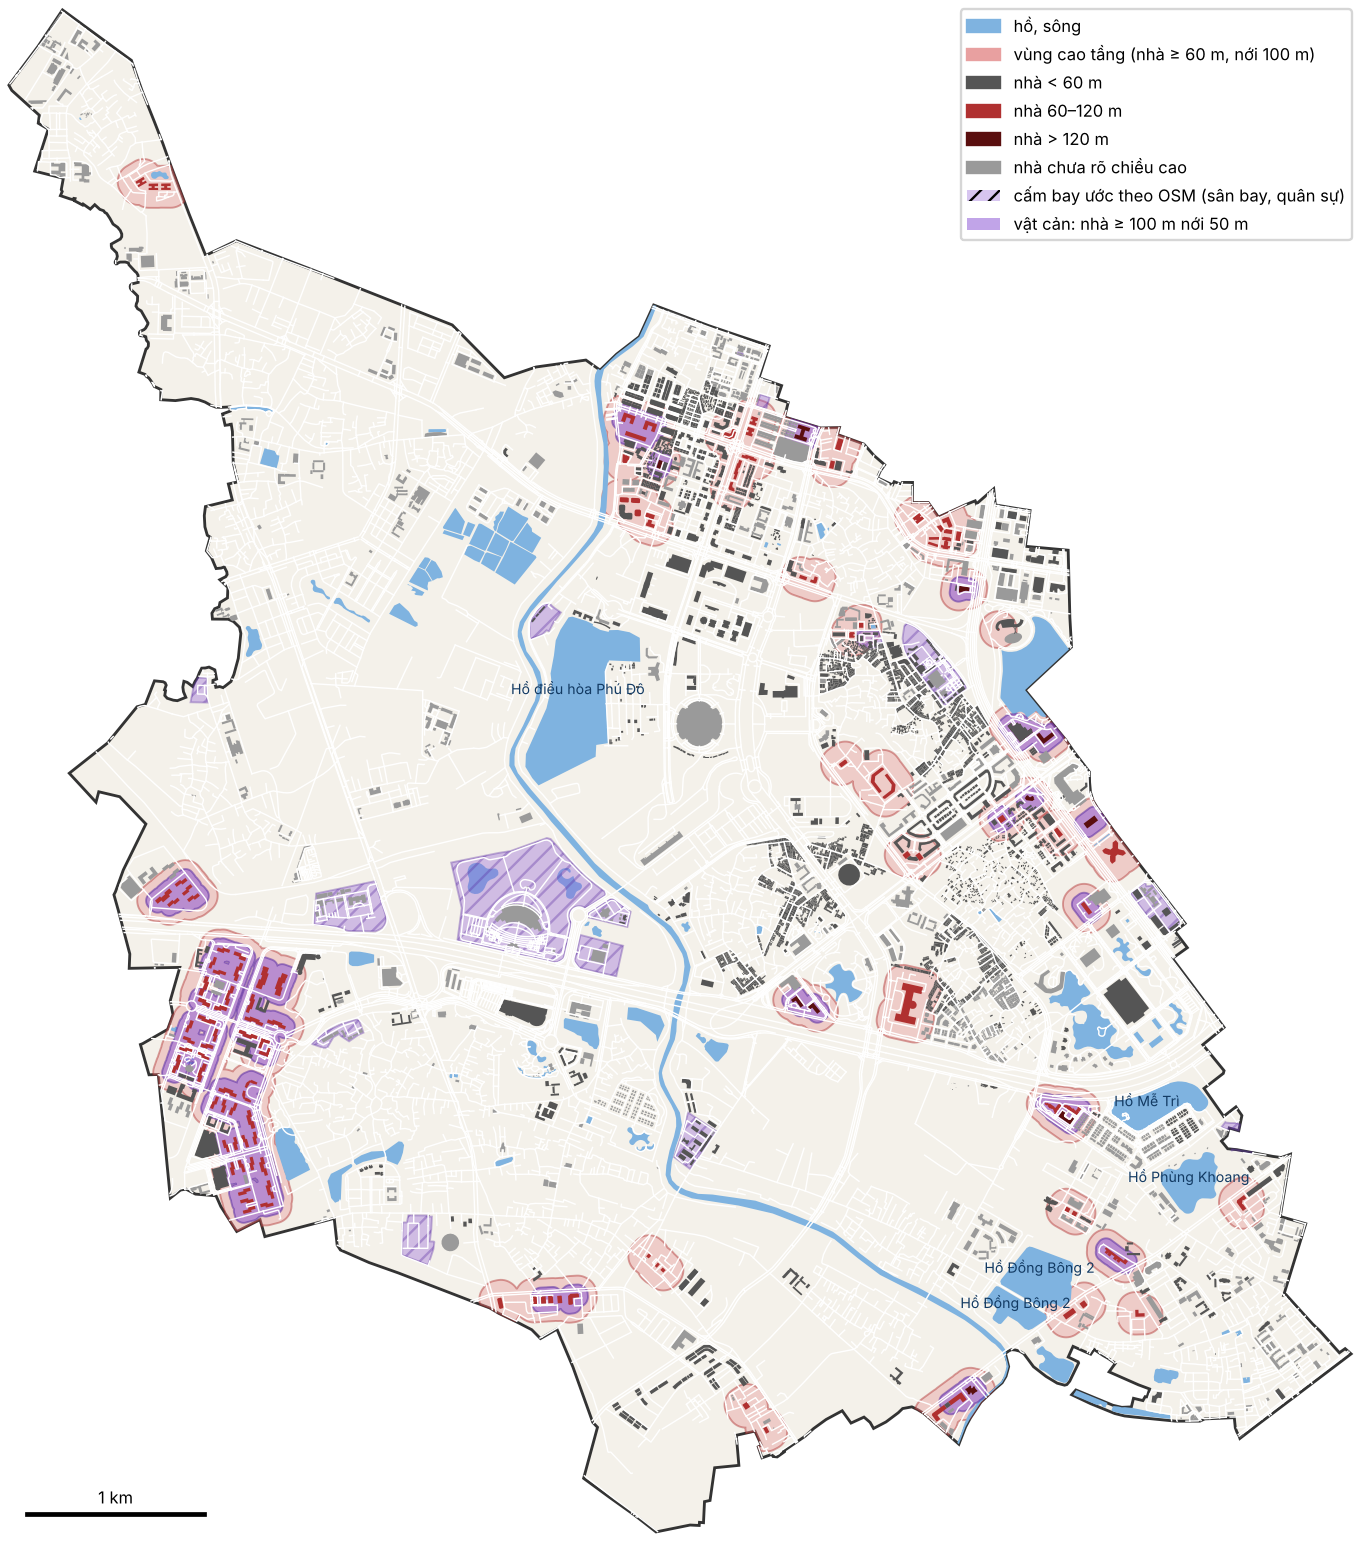 hồ, sông
vùng cao tầng (nhà ≥ 60 m, nới 100 m)
nhà < 60 m
nhà 60–120 m
nhà > 120 m
nhà chưa rõ chiều cao
cấm bay ước theo OSM (sân bay, quân sự)
vật cản: nhà ≥ 100 m nới 50 m
Hồ điều hòa Phú Đô
Hồ Mễ Trì
Hồ Phùng Khoang
Hồ Đồng Bông 2
Hồ Đồng Bông 2
1 km